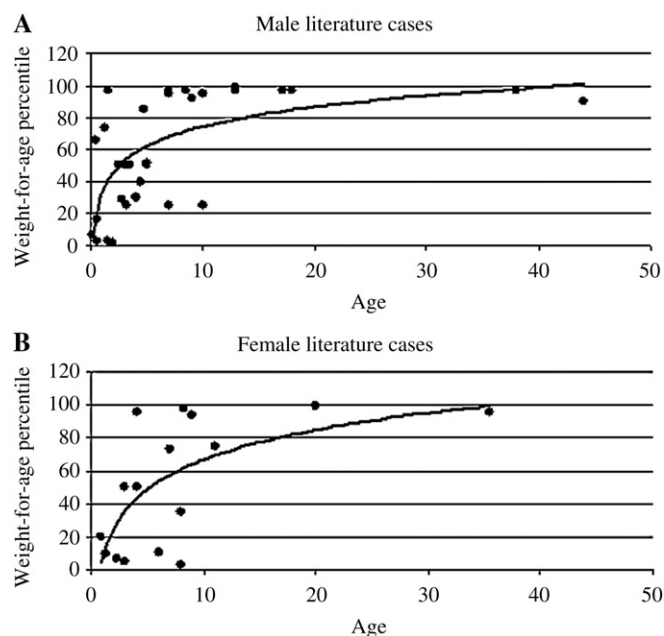 A
Male literature cases
Weight-for-age percentile
120
100
80
60
40
20
0
0 10 20 30 40 50
Age
B
Female literature cases
Weight-for-age percentile
120
100
80
60
40
20
0
0 10 20 30 40 50
Age